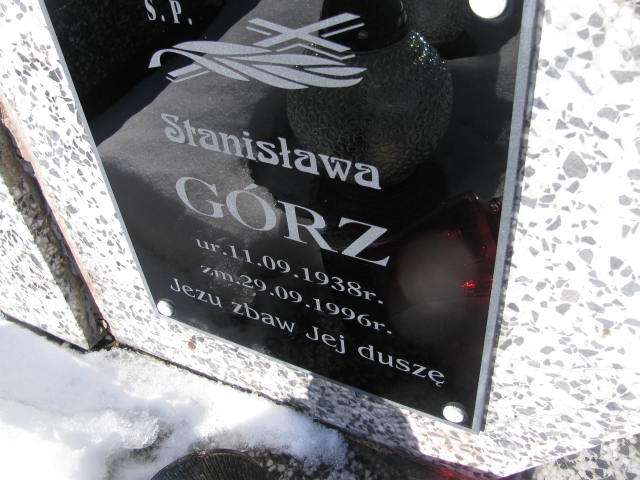 S.P.
Stanisława
GÓRZ
ur.11.09.1938r.
zm.29.09.1996r.
Jezu zbaw Jej duszę